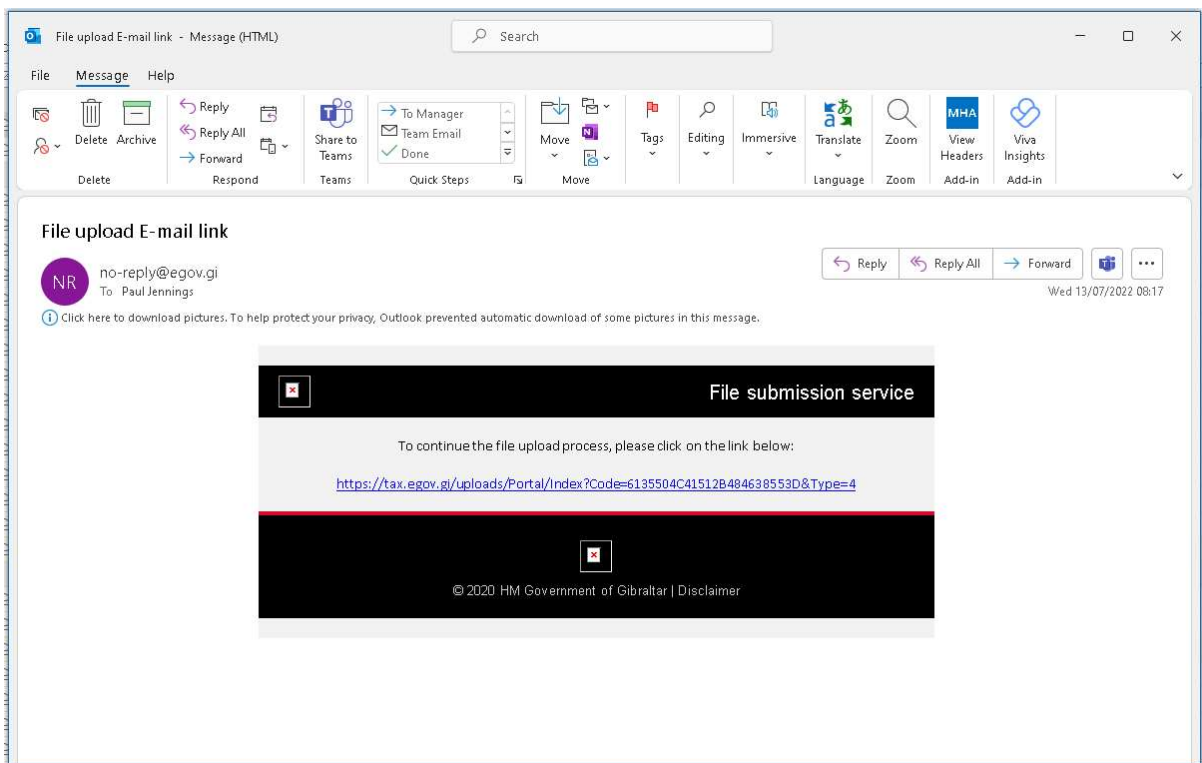 File upload E-mail link - Message (HTML)
Search
File Message Help
Delete Archive
Reply
Reply All
Forward
Share to
Teams
To Manager
Team Email
Done
Move
Tags
Editing
Immersive
Translate
Zoom
MHA
View
Headers
Viva
Insights
Delete Respond Teams Quick Steps Move Language Zoom Add-in Add-in
File upload E-mail link
NR
no-reply@egov.gi
To Paul Jennings
Reply Reply All Forward
Wed 13/07/2022 08:17
Click here to download pictures. To help protect your privacy, Outlook prevented automatic download of some pictures in this message.
File submission service
To continue the file upload process, please click on the link below:
https://tax.egov.gi/uploads/Portal/Index?Code=6135504C41512B484638553D&Type=4
© 2020 HM Government of Gibraltar | Disclaimer